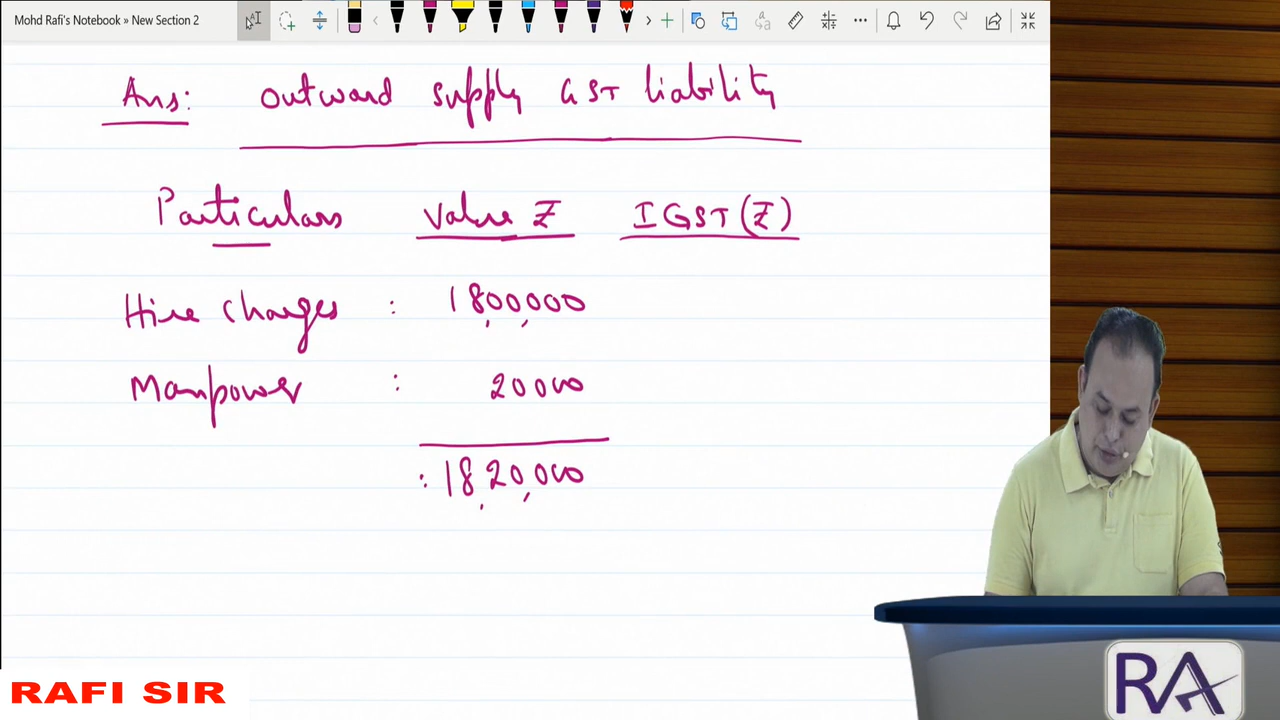 Mohd Rafi's Notebook » New Section 2
Ans: Outward supply GST liability
Particulars Value ₹ IGST (₹)
Hire charges : 18,00,000
Manpower : 20000
: 18,20,000
RAFI SIR
RA